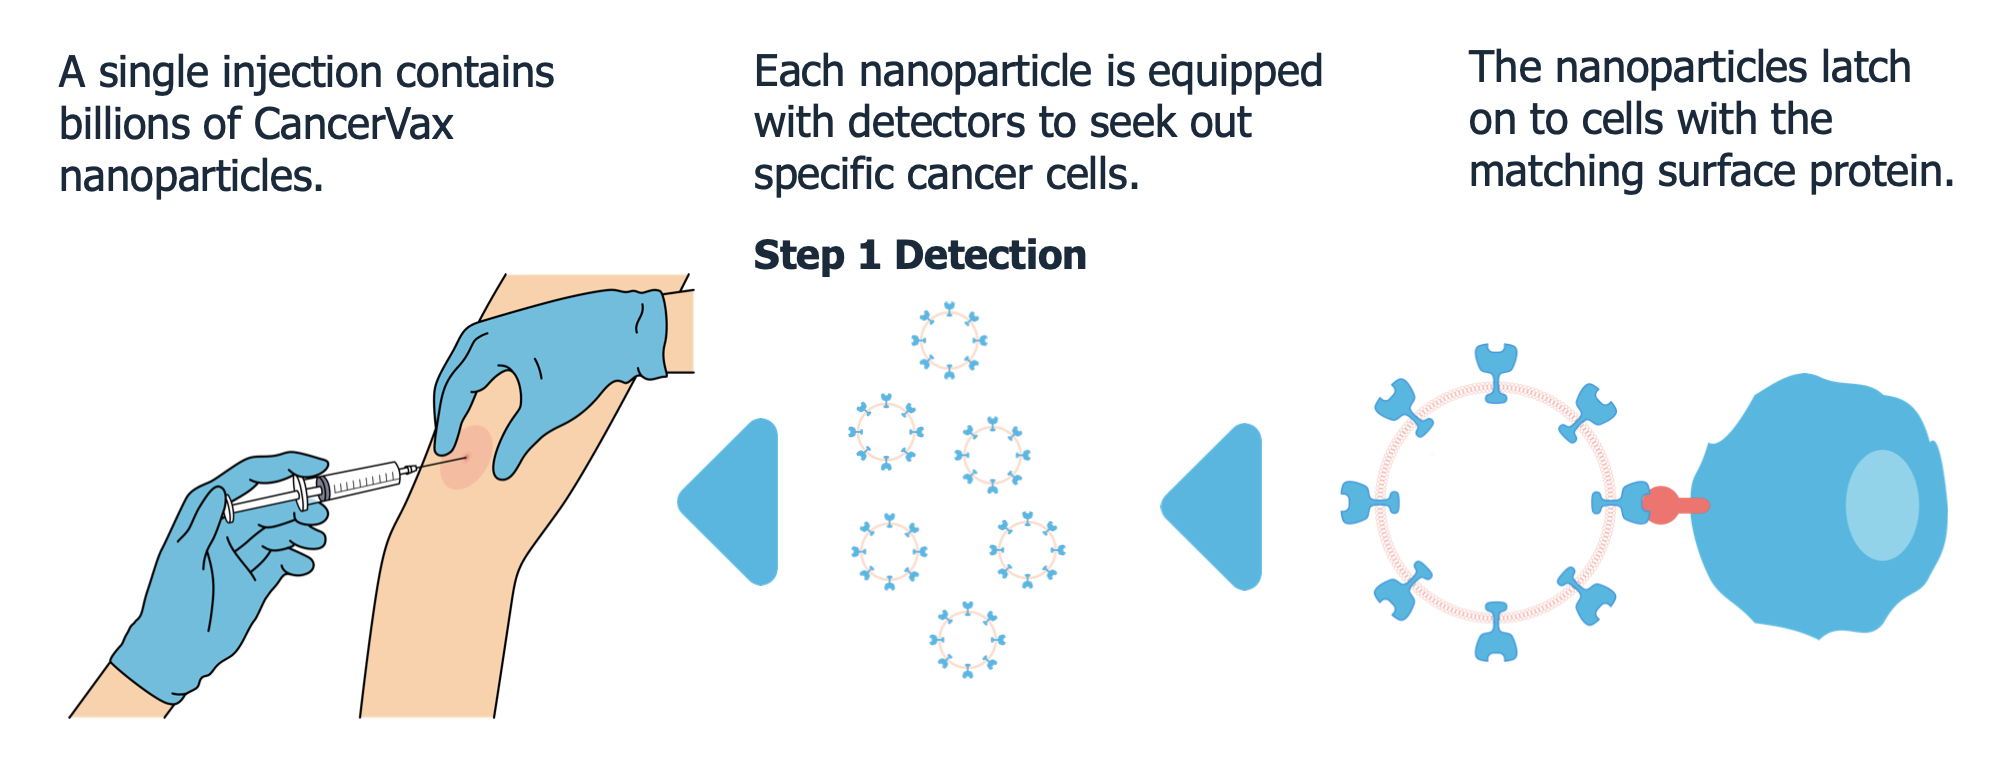 A single injection contains
billions of CancerVax
nanoparticles.
Each nanoparticle is equipped
with detectors to seek out
specific cancer cells.
Step 1 Detection
The nanoparticles latch
on to cells with the
matching surface protein.